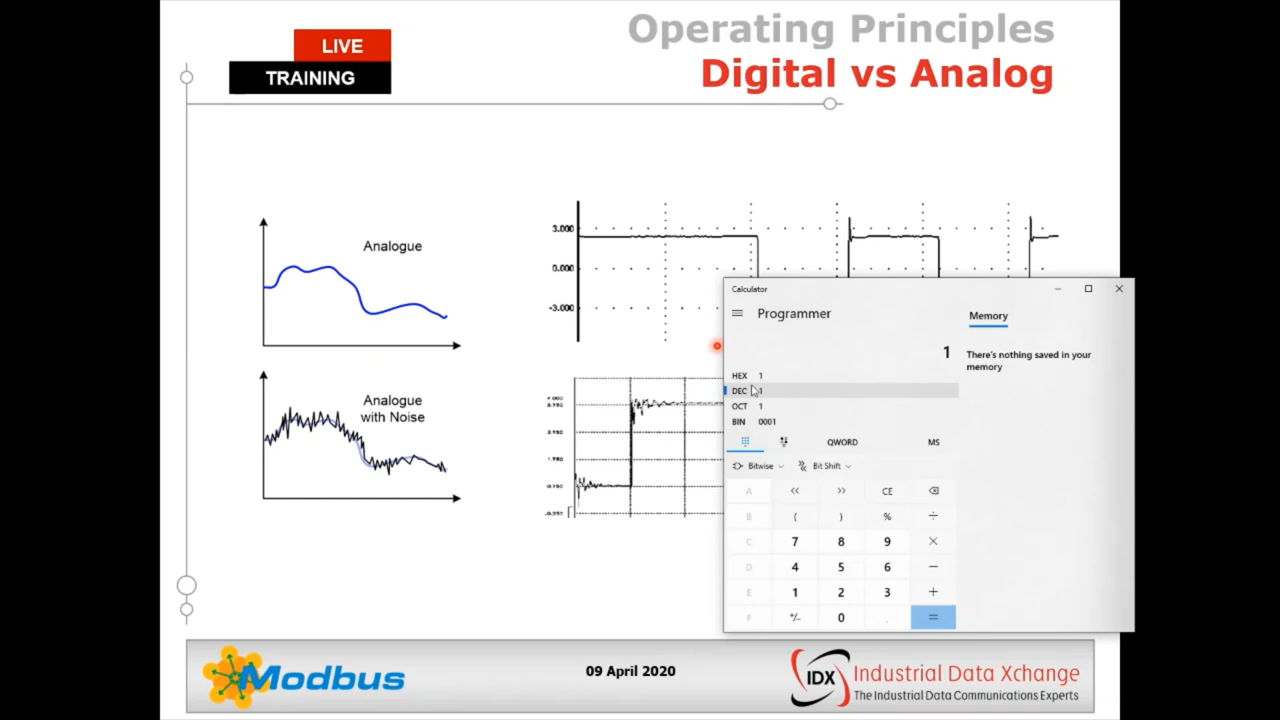 Operating Principles
LIVE
TRAINING
Digital vs Analog
Analogue
3.000
0.000
-3.000
Analogue
with Noise
Calculator
Programmer
Memory
1
There's nothing saved in your
memory
HEX 1
DEC 1
OCT 1
BIN 0001
QWORD
MS
Bitwise
Bit Shift
A << >> CE
B ( ) % ÷
C 7 8 9 ×
D 4 5 6 −
E 1 2 3 +
F +/− 0 . =
Modbus
09 April 2020
IDX
Industrial Data Xchange
The Industrial Data Communications Experts